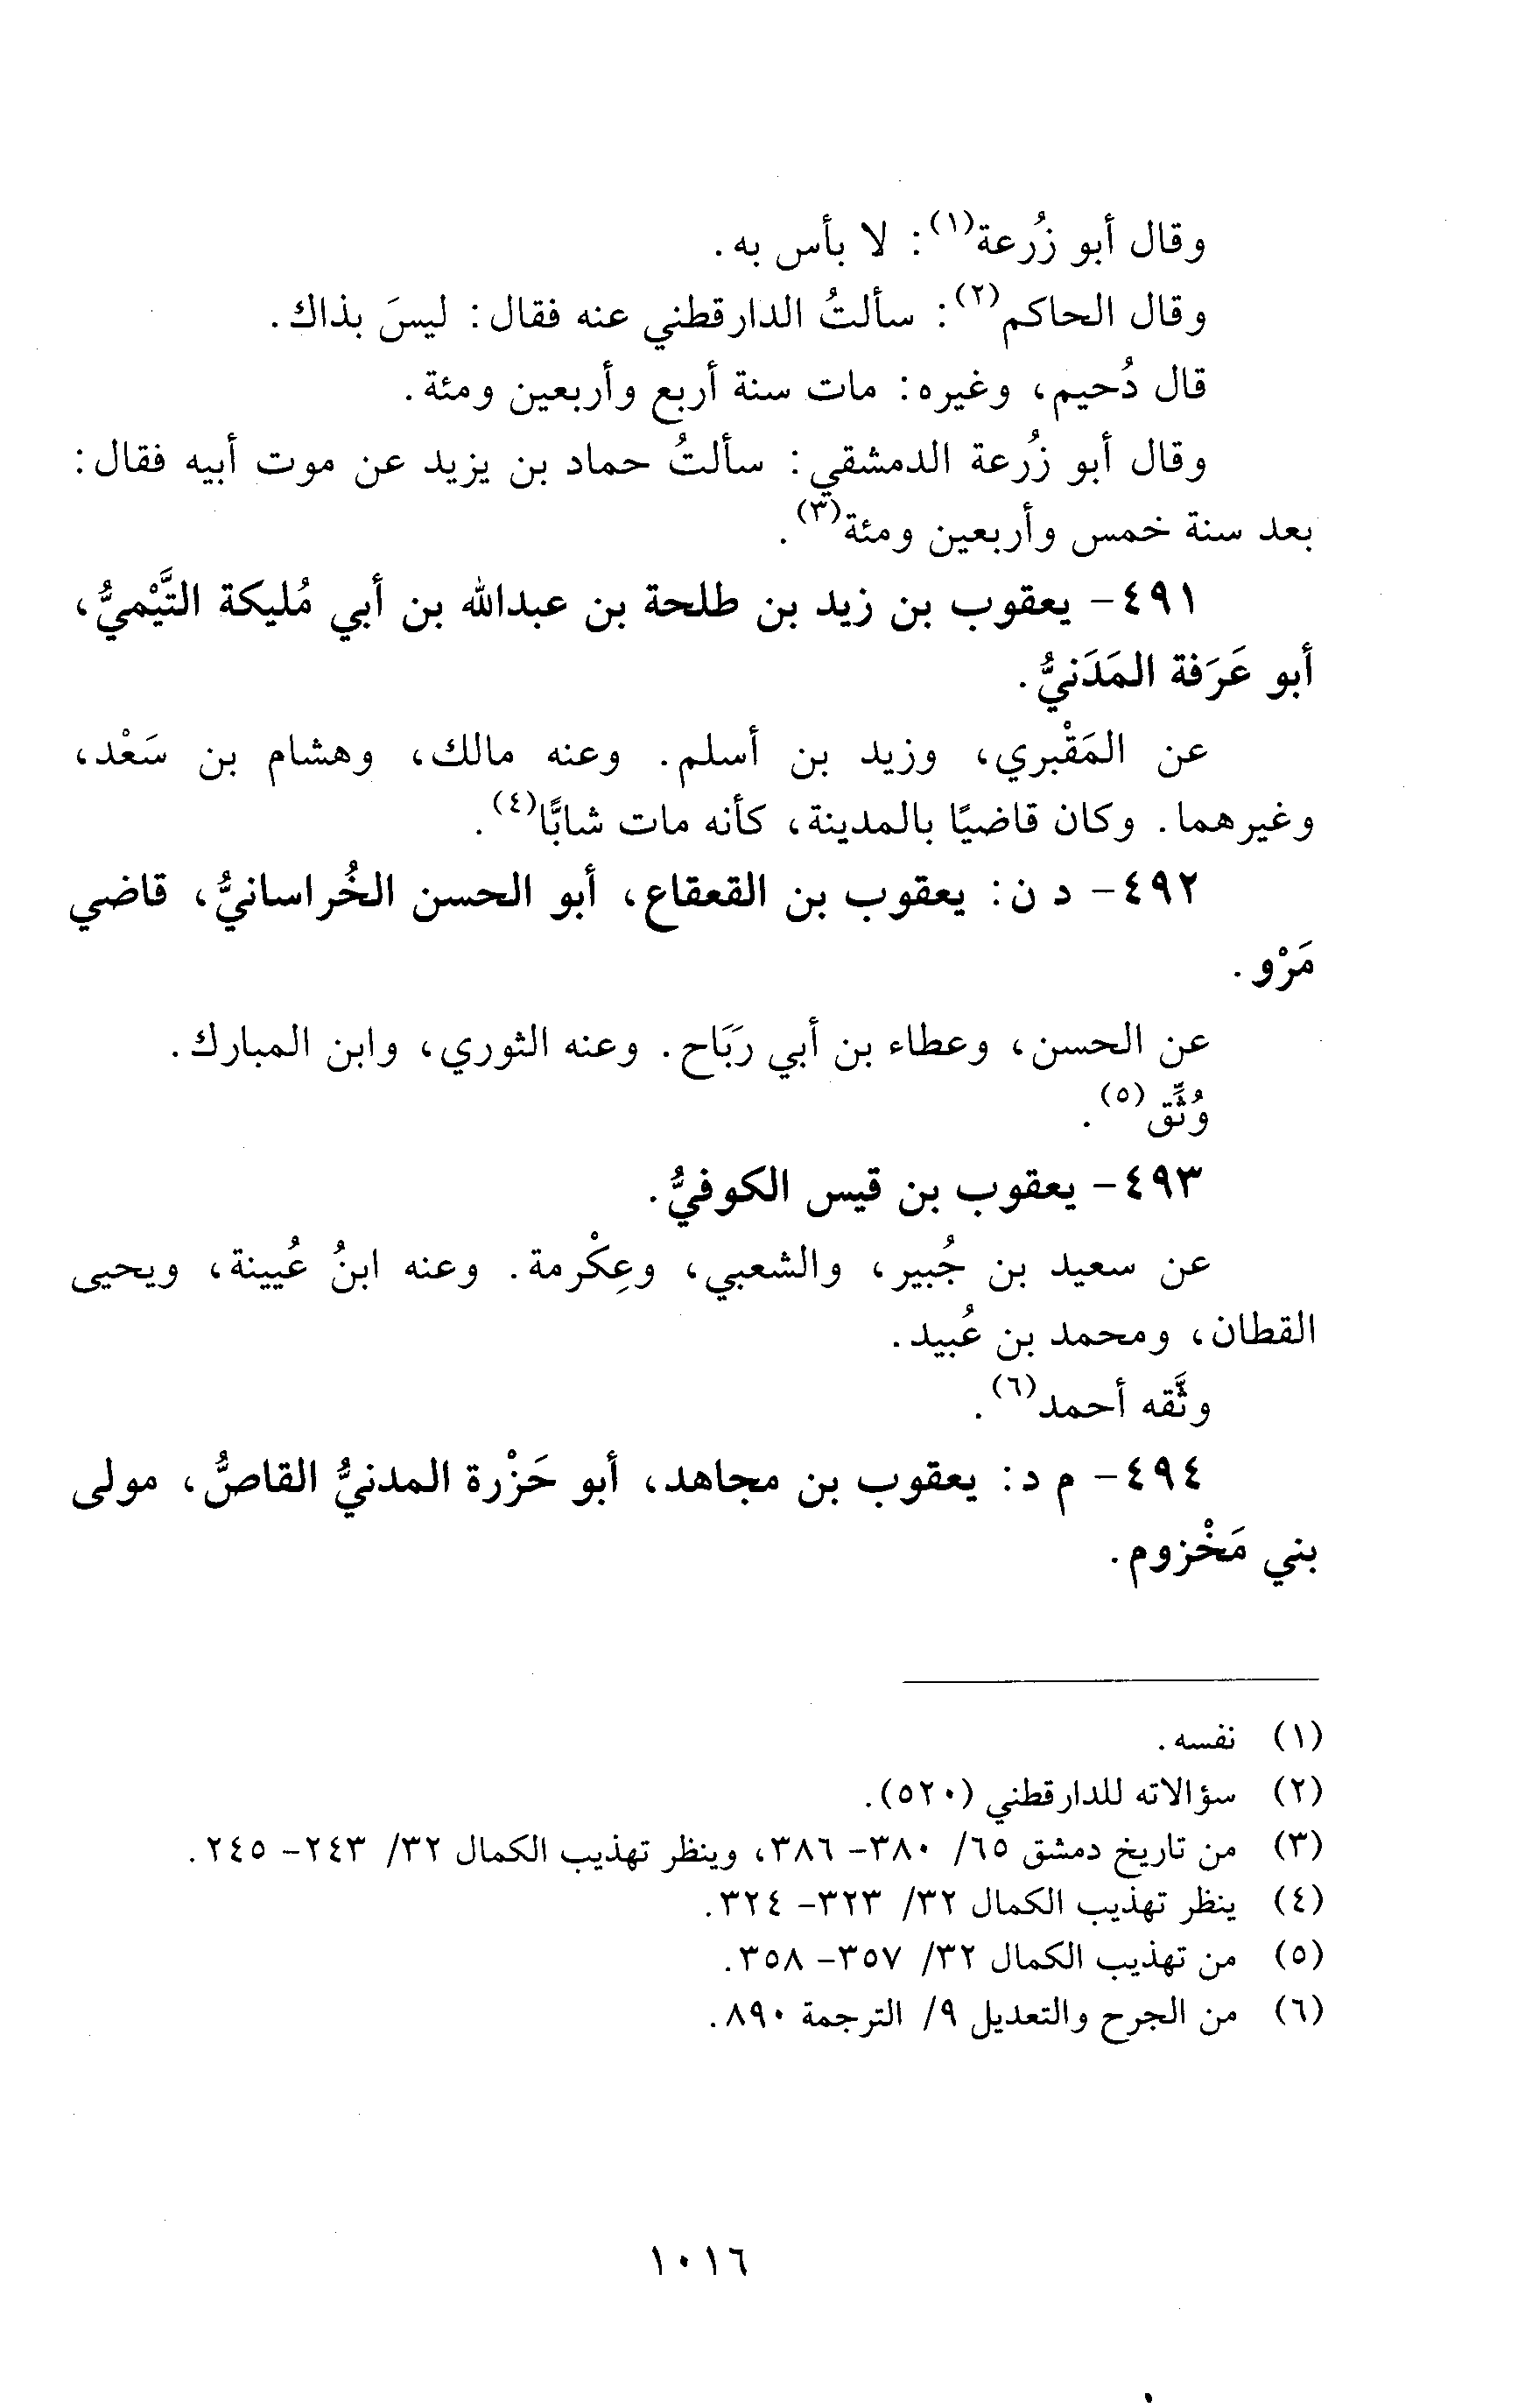 وقال أبو زُرعة(١): لا بأس به.
وقال الحاكم(٢): سألتُ الدارقطني عنه فقال: ليسَ بذاك.
قال دُحيم، وغيره: مات سنة أربع وأربعين ومئة.
وقال أبو زُرعة الدمشقي: سألتُ حماد بن يزيد عن موت أبيه فقال:
بعد سنة خمس وأربعين ومئة(٣).
٤٩١- يعقوب بن زيد بن طلحة بن عبدالله بن أبي مُليكة التَّيْميُّ،
أبو عَرَفة المَدَنيُّ.
عن المَقْبري، وزيد بن أسلم. وعنه مالك، وهشام بن سَعْد،
وغيرهما. وكان قاضيًا بالمدينة، كأنه مات شابًّا(٤).
٤٩٢- د ن: يعقوب بن القعقاع، أبو الحسن الخُراسانيُّ، قاضي
مَرْو.
عن الحسن، وعطاء بن أبي رَبَاح. وعنه الثوري، وابن المبارك.
وُثِّق(٥).
٤٩٣- يعقوب بن قيس الكوفيُّ.
عن سعيد بن جُبير، والشعبي، وعِكْرمة. وعنه ابنُ عُيينة، ويحيى
القطان، ومحمد بن عُبيد.
وثَّقه أحمد(٦).
٤٩٤- م د: يعقوب بن مجاهد، أبو حَزْرة المدنيُّ القاصُّ، مولى
بني مَخْزوم.
(١) نفسه.
(٢) سؤالاته للدارقطني (٥٢٠).
(٣) من تاريخ دمشق ٦٥/ ٣٨٠- ٣٨٦، وينظر تهذيب الكمال ٣٢/ ٢٤٣- ٢٤٥.
(٤) ينظر تهذيب الكمال ٣٢/ ٣٢٣- ٣٢٤.
(٥) من تهذيب الكمال ٣٢/ ٣٥٧- ٣٥٨.
(٦) من الجرح والتعديل ٩/ الترجمة ٨٩٠.
١٠١٦